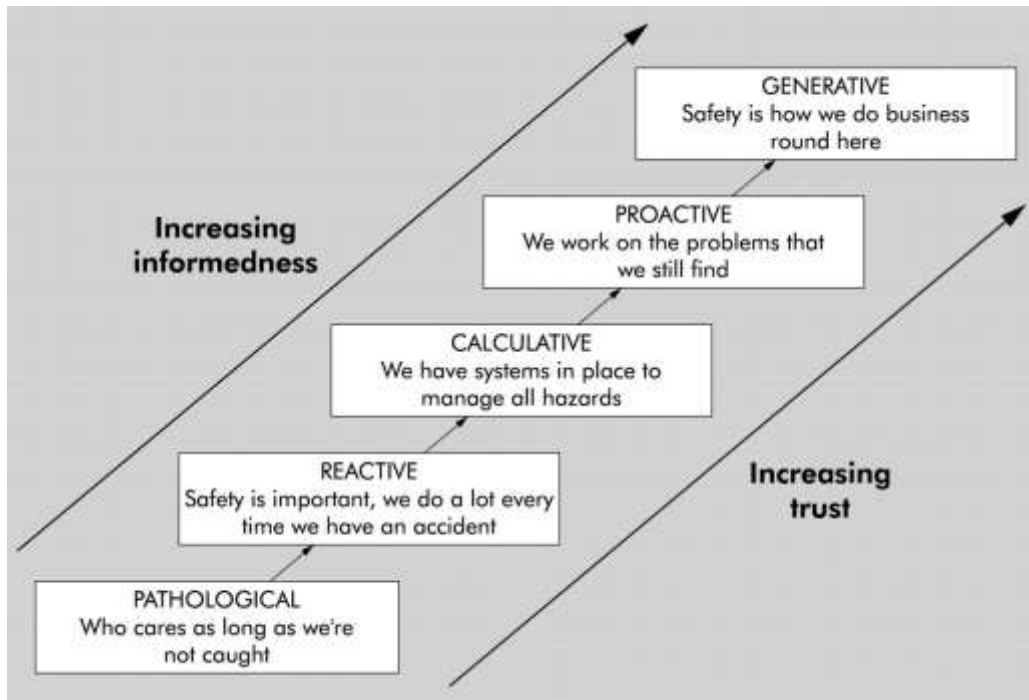 GENERATIVE
Safety is how we do business
round here
PROACTIVE
We work on the problems that
we still find
Increasing
informedness
CALCULATIVE
We have systems in place to
manage all hazards
REACTIVE
Safety is important, we do a lot every
time we have an accident
Increasing
trust
PATHOLOGICAL
Who cares as long as we're
not caught